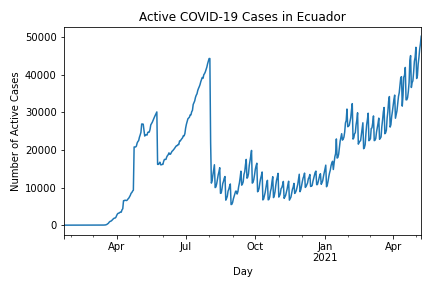 Active COVID-19 Cases in Ecuador
50000
40000
30000
20000
10000
0
Number of Active Cases
Apr
Jul
Oct
Jan
2021
Apr
Day